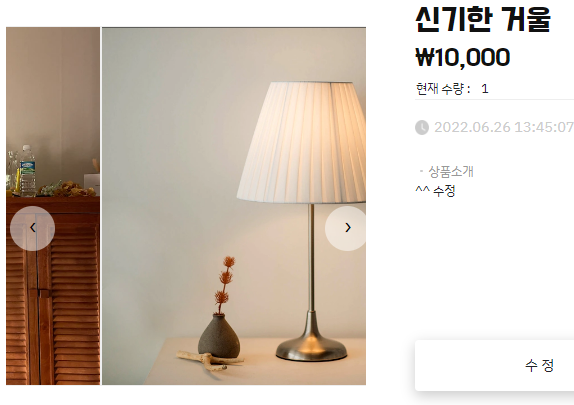 신기한 거울
₩10,000
현재 수량 : 1
2022.06.26 13:45:07
· 상품소개
^^ 수정
‹ ›
수 정